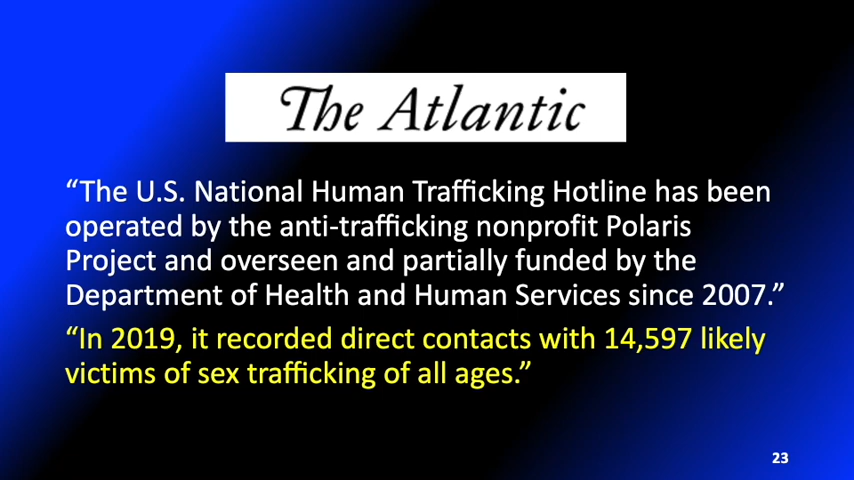 The Atlantic
“The U.S. National Human Trafficking Hotline has been
operated by the anti-trafficking nonprofit Polaris
Project and overseen and partially funded by the
Department of Health and Human Services since 2007.”
“In 2019, it recorded direct contacts with 14,597 likely
victims of sex trafficking of all ages.”
23